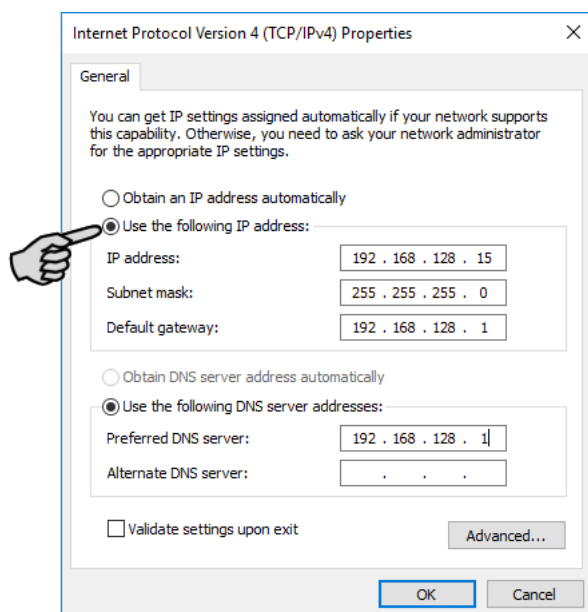 Internet Protocol Version 4 (TCP/IPv4) Properties
General
You can get IP settings assigned automatically if your network supports
this capability. Otherwise, you need to ask your network administrator
for the appropriate IP settings.
Obtain an IP address automatically
Use the following IP address:
IP address: 192 . 168 . 128 . 15
Subnet mask: 255 . 255 . 255 . 0
Default gateway: 192 . 168 . 128 . 1
Obtain DNS server address automatically
Use the following DNS server addresses:
Preferred DNS server: 192 . 168 . 128 . 1
Alternate DNS server: . . .
Validate settings upon exit
Advanced...
OK Cancel